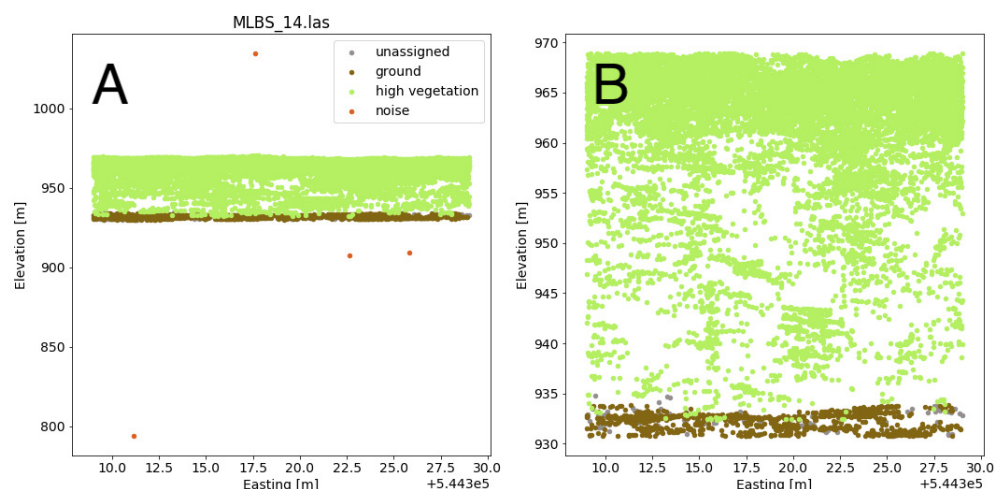 MLBS_14.las
A
unassigned
ground
high vegetation
noise
Elevation [m]
1000
950
900
850
800
10.0 12.5 15.0 17.5 20.0 22.5 25.0 27.5 30.0
+5.443e5
Easting [m]
B
Elevation [m]
970
965
960
955
950
945
940
935
930
10.0 12.5 15.0 17.5 20.0 22.5 25.0 27.5 30.0
+5.443e5
Easting [m]